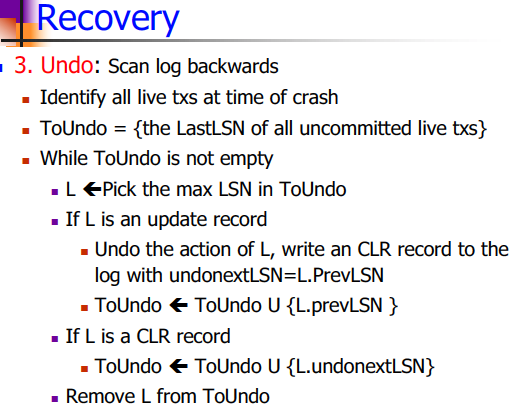 Recovery
3. Undo: Scan log backwards
Identify all live txs at time of crash
ToUndo = {the LastLSN of all uncommitted live txs}
While ToUndo is not empty
L 🡸Pick the max LSN in ToUndo
If L is an update record
Undo the action of L, write an CLR record to the
log with undonextLSN=L.PrevLSN
ToUndo 🡸 ToUndo U {L.prevLSN }
If L is a CLR record
ToUndo 🡸 ToUndo U {L.undonextLSN}
Remove L from ToUndo